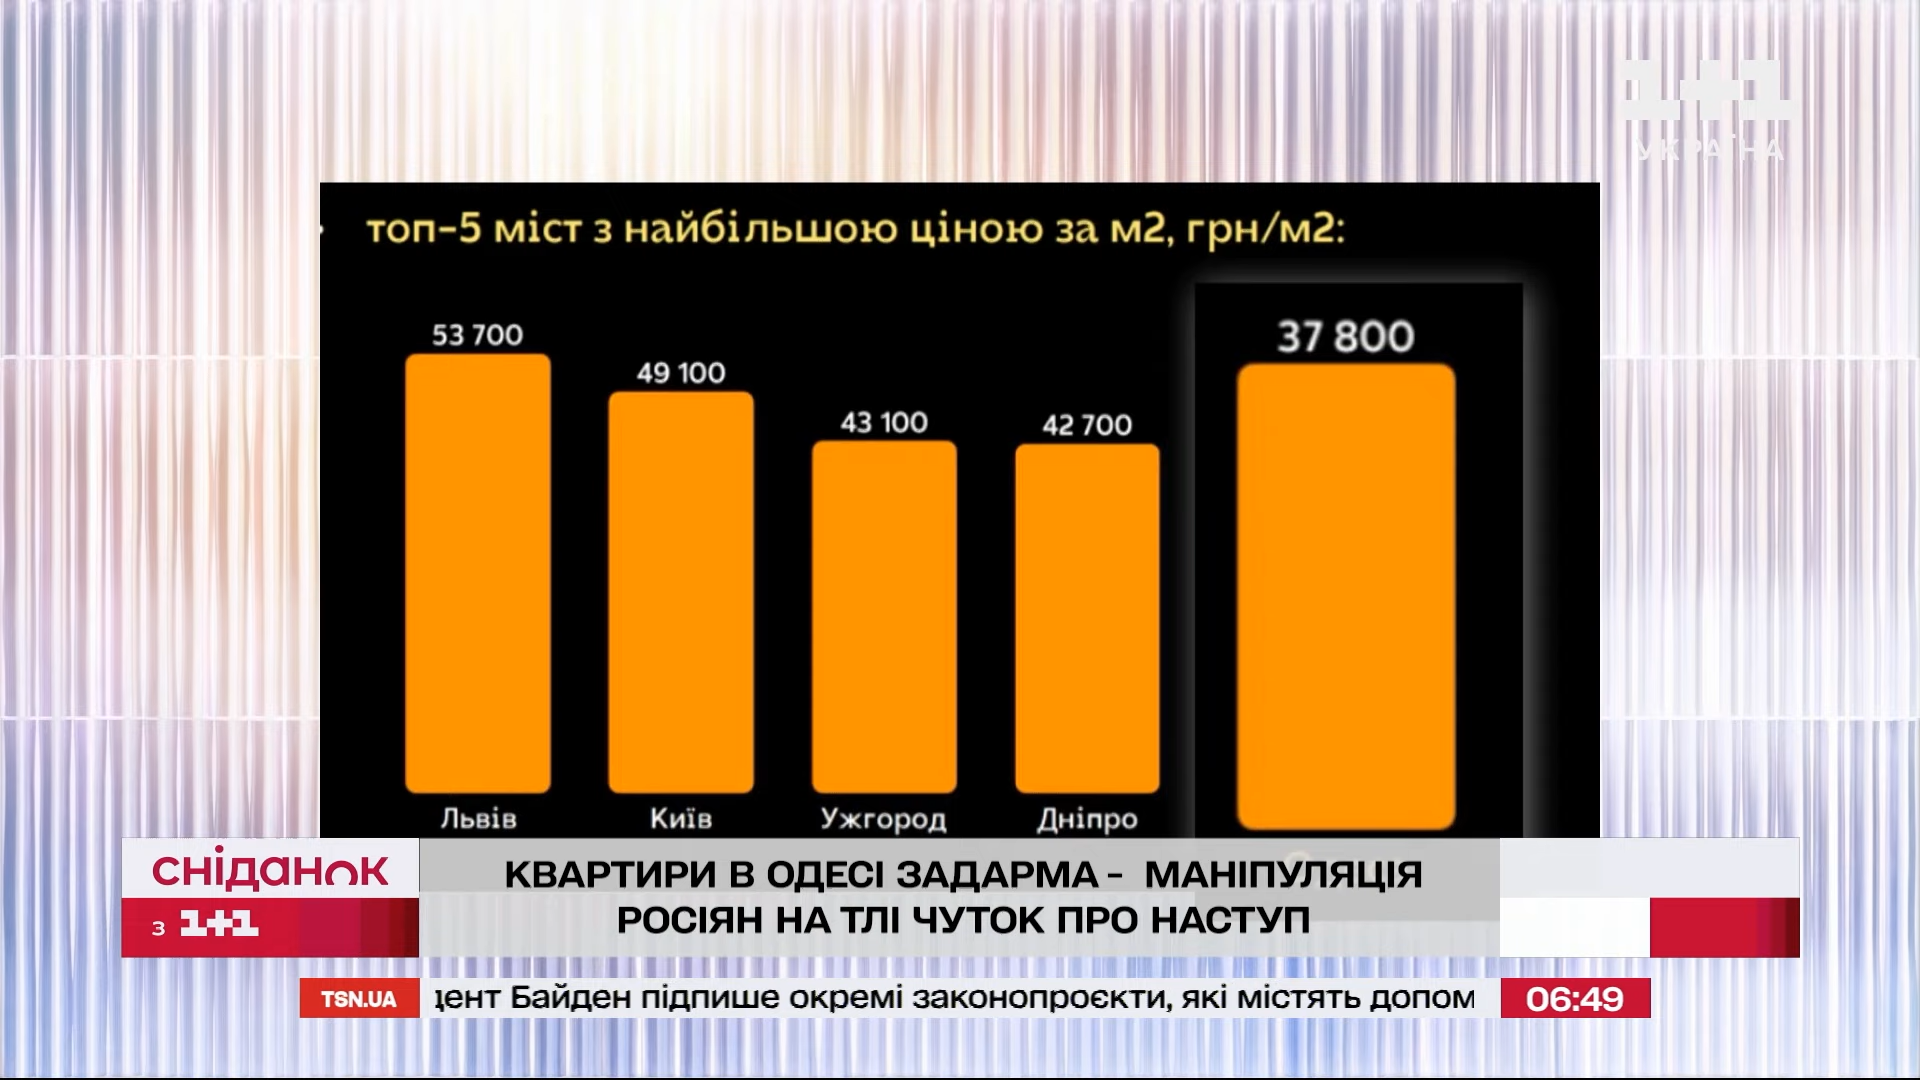 1+1
УКРАЇНА
топ-5 міст з найбільшою ціною за м2, грн/м2:
53 700
49 100
43 100
42 700
37 800
Львів
Київ
Ужгород
Дніпро
СНІДАНОК
з 1+1
КВАРТИРИ В ОДЕСІ ЗАДАРМА - МАНІПУЛЯЦІЯ
РОСІЯН НА ТЛІ ЧУТОК ПРО НАСТУП
TSN.UA
дент Байден підпише окремі законопроєкти, які містять допом
06:49